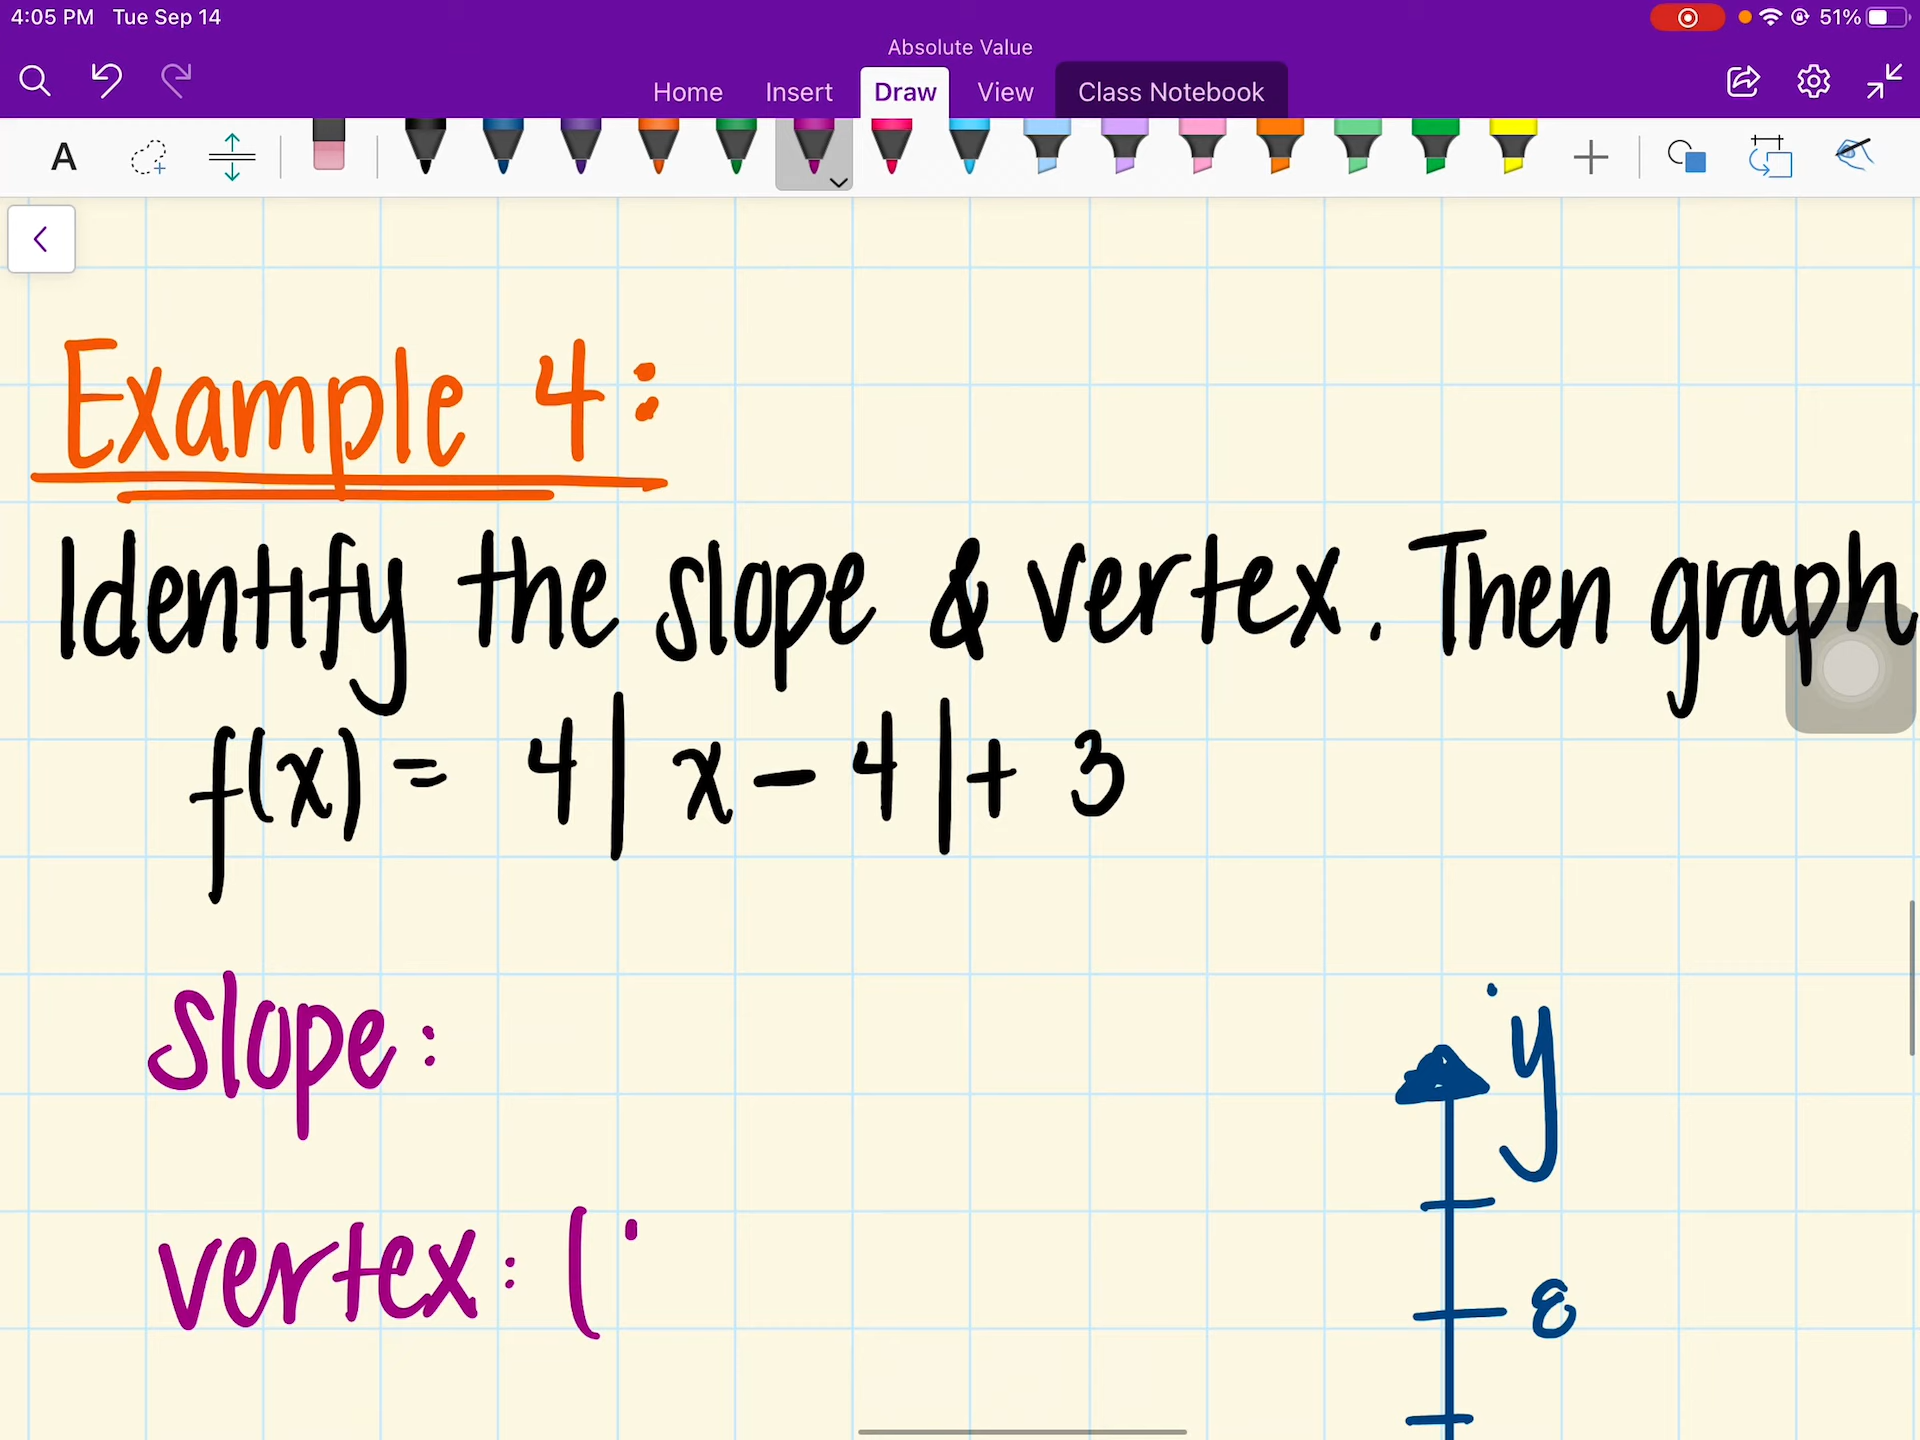 4:05 PM Tue Sep 14
51%
Absolute Value
Home Insert Draw View Class Notebook
A
Example 4:
Identify the slope & vertex. Then graph
f(x) = 4|x - 4| + 3
slope:
y
vertex: (
8